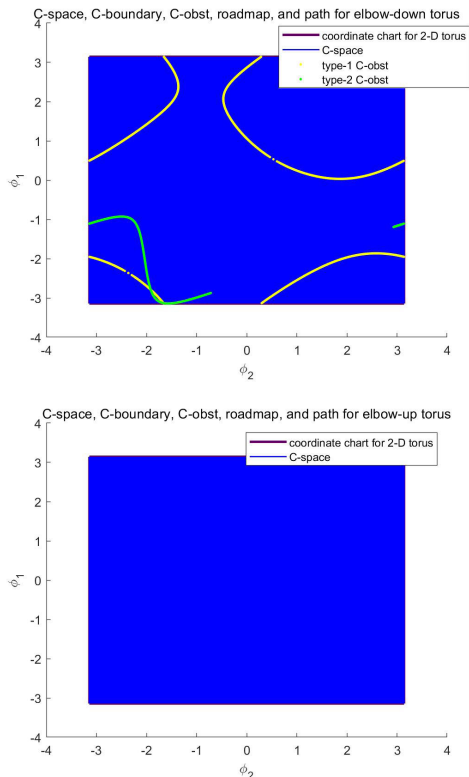 C-space, C-boundary, C-obst, roadmap, and path for elbow-down torus
4
3
2
1
0
-1
-2
-3
-4
ϕ1
coordinate chart for 2-D torus
C-space
type-1 C-obst
type-2 C-obst
-4 -3 -2 -1 0 1 2 3 4
ϕ2
C-space, C-boundary, C-obst, roadmap, and path for elbow-up torus
4
3
2
1
0
-1
-2
-3
-4
ϕ1
coordinate chart for 2-D torus
C-space
-4 -3 -2 -1 0 1 2 3 4
ϕ2